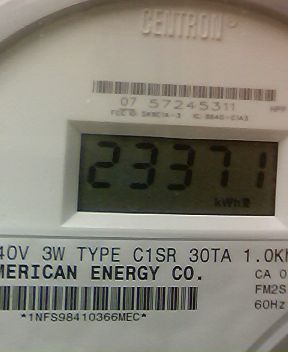 CENTRON
07 57245311
23371
kWh
40V 3W TYPE C1SR 30TA 1.0K
MERICAN ENERGY CO.
CA 0
FM2S
60Hz
*1NFS98410366MEC*